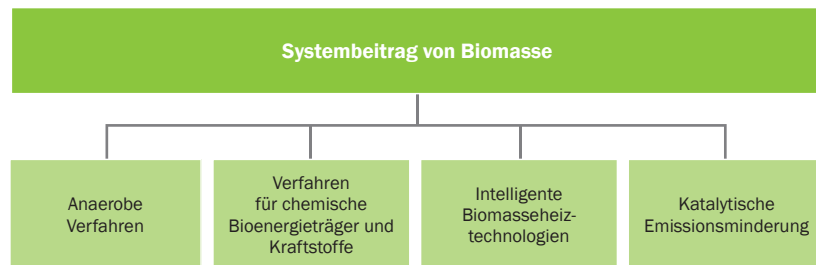 Systembeitrag von Biomasse
Anaerobe
Verfahren
Verfahren
für chemische
Bioenergieträger und
Kraftstoffe
Intelligente
Biomasseheiz-
technologien
Katalytische
Emissionsminderung